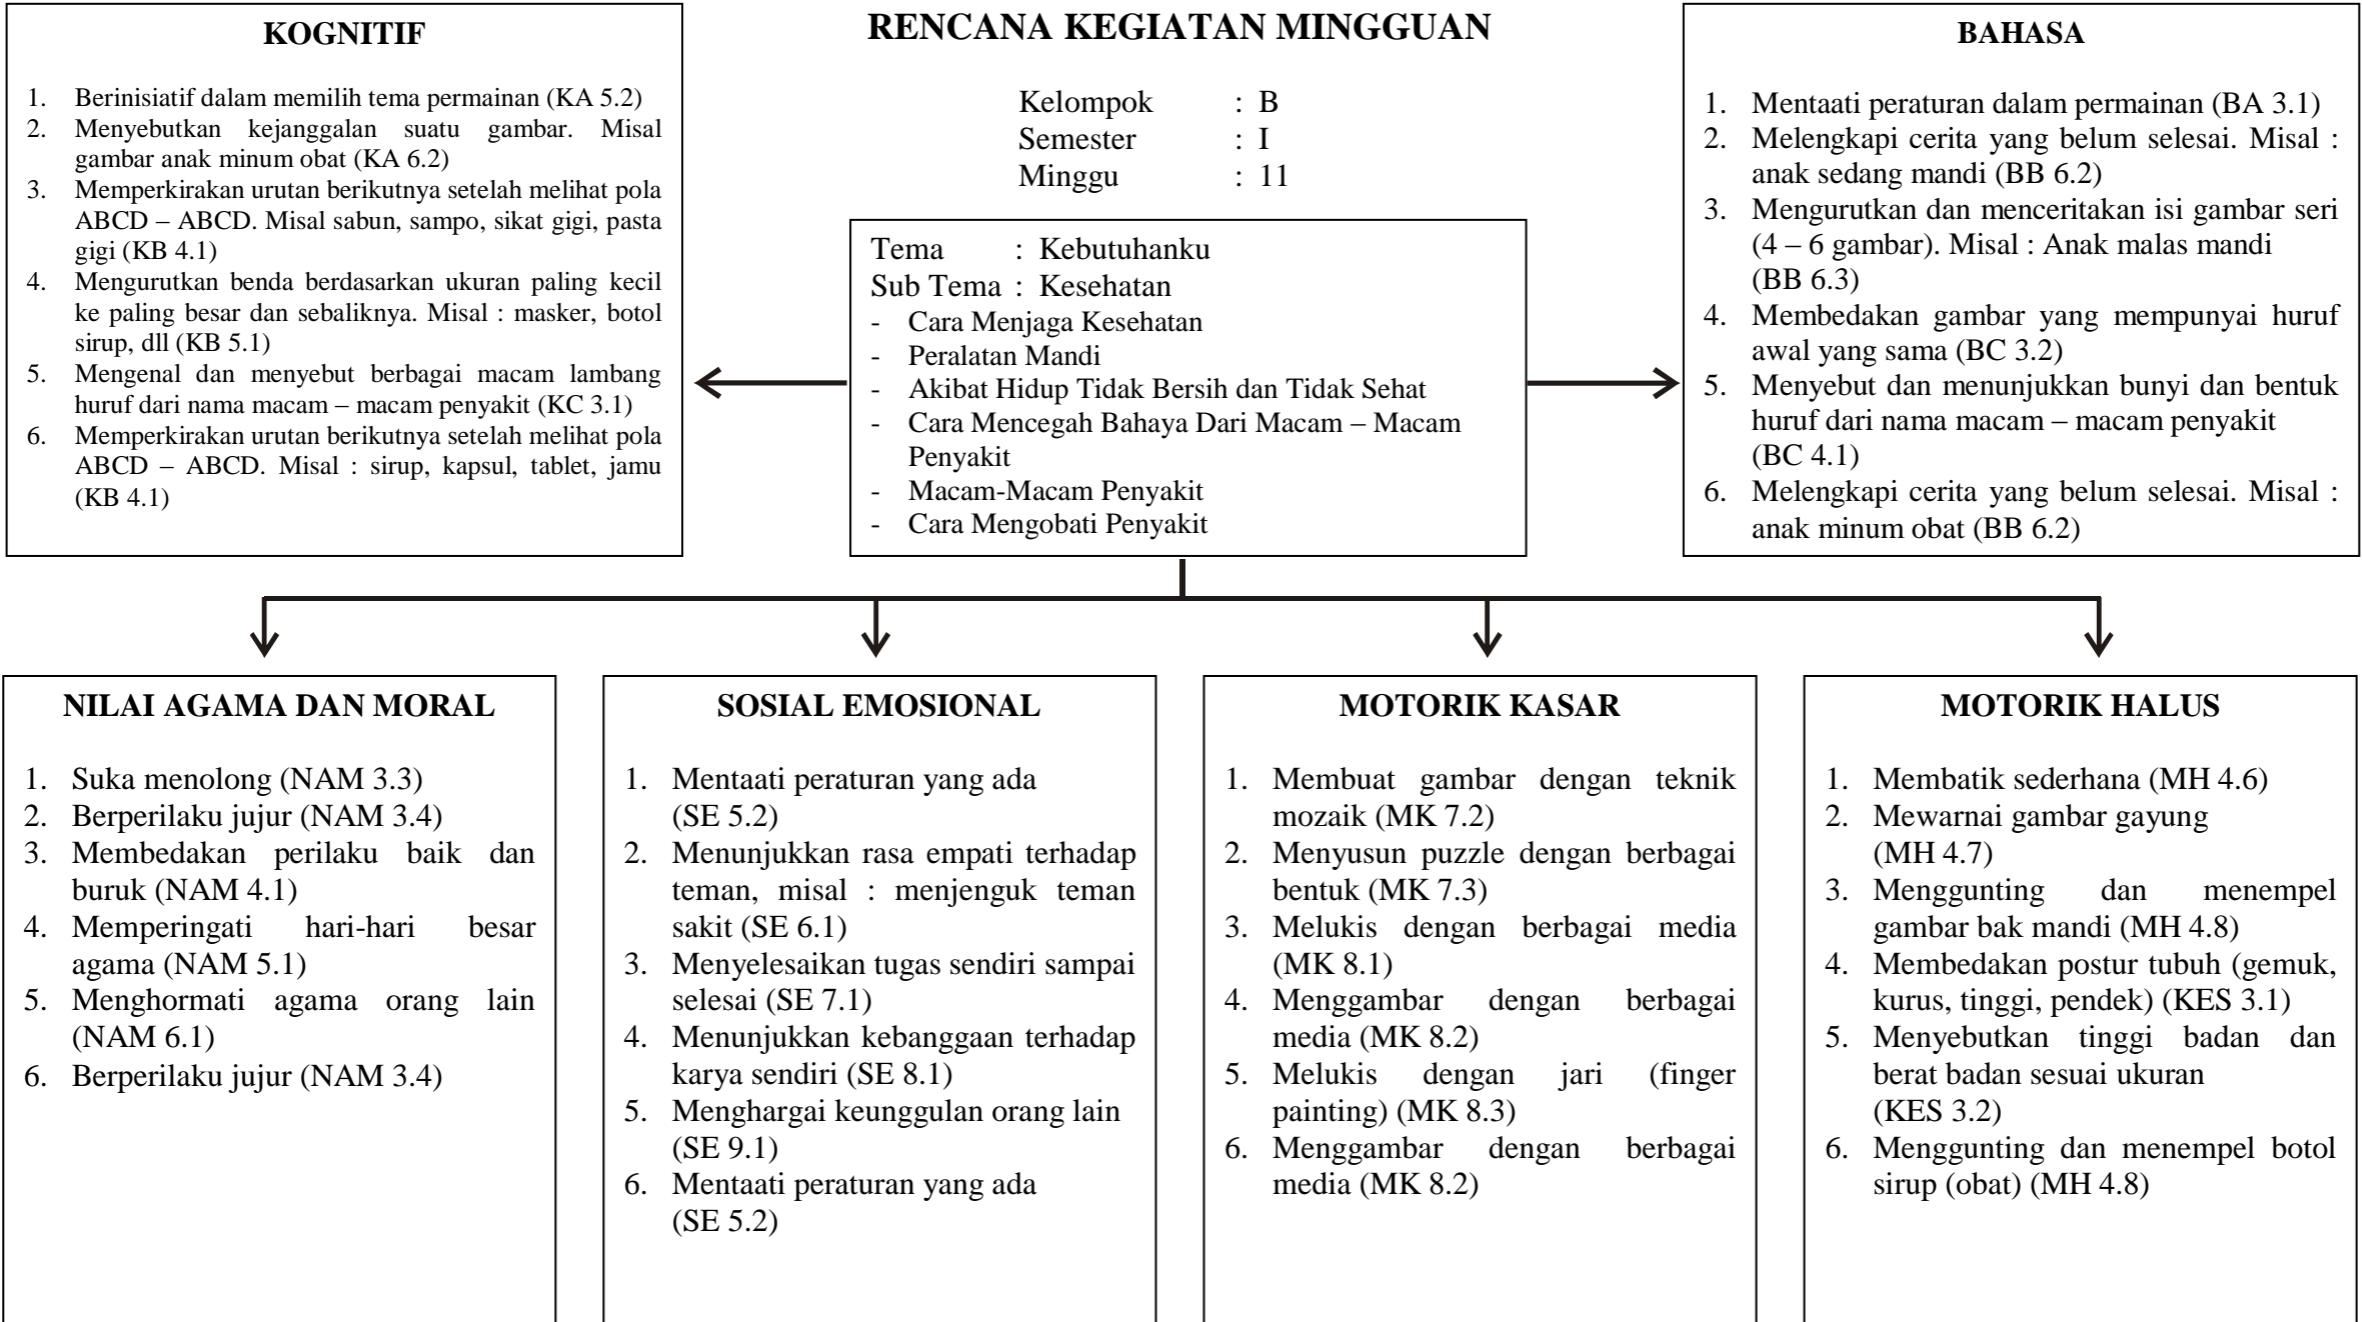 RENCANA KEGIATAN MINGGUAN
Kelompok : B
Semester : I
Minggu : 11
KOGNITIF
1. Berinisiatif dalam memilih tema permainan (KA 5.2)
2. Menyebutkan kejanggalan suatu gambar. Misal
gambar anak minum obat (KA 6.2)
3. Memperkirakan urutan berikutnya setelah melihat pola
ABCD – ABCD. Misal sabun, sampo, sikat gigi, pasta
gigi (KB 4.1)
4. Mengurutkan benda berdasarkan ukuran paling kecil
ke paling besar dan sebaliknya. Misal : masker, botol
sirup, dll (KB 5.1)
5. Mengenal dan menyebut berbagai macam lambang
huruf dari nama macam – macam penyakit (KC 3.1)
6. Memperkirakan urutan berikutnya setelah melihat pola
ABCD – ABCD. Misal : sirup, kapsul, tablet, jamu
(KB 4.1)
Tema : Kebutuhanku
Sub Tema : Kesehatan
- Cara Menjaga Kesehatan
- Peralatan Mandi
- Akibat Hidup Tidak Bersih dan Tidak Sehat
- Cara Mencegah Bahaya Dari Macam – Macam
Penyakit
- Macam-Macam Penyakit
- Cara Mengobati Penyakit
BAHASA
1. Mentaati peraturan dalam permainan (BA 3.1)
2. Melengkapi cerita yang belum selesai. Misal :
anak sedang mandi (BB 6.2)
3. Mengurutkan dan menceritakan isi gambar seri
(4 – 6 gambar). Misal : Anak malas mandi
(BB 6.3)
4. Membedakan gambar yang mempunyai huruf
awal yang sama (BC 3.2)
5. Menyebut dan menunjukkan bunyi dan bentuk
huruf dari nama macam – macam penyakit
(BC 4.1)
6. Melengkapi cerita yang belum selesai. Misal :
anak minum obat (BB 6.2)
NILAI AGAMA DAN MORAL
1. Suka menolong (NAM 3.3)
2. Berperilaku jujur (NAM 3.4)
3. Membedakan perilaku baik dan
buruk (NAM 4.1)
4. Memperingati hari-hari besar
agama (NAM 5.1)
5. Menghormati agama orang lain
(NAM 6.1)
6. Berperilaku jujur (NAM 3.4)
SOSIAL EMOSIONAL
1. Mentaati peraturan yang ada
(SE 5.2)
2. Menunjukkan rasa empati terhadap
teman, misal : menjenguk teman
sakit (SE 6.1)
3. Menyelesaikan tugas sendiri sampai
selesai (SE 7.1)
4. Menunjukkan kebanggaan terhadap
karya sendiri (SE 8.1)
5. Menghargai keunggulan orang lain
(SE 9.1)
6. Mentaati peraturan yang ada
(SE 5.2)
MOTORIK KASAR
1. Membuat gambar dengan teknik
mozaik (MK 7.2)
2. Menyusun puzzle dengan berbagai
bentuk (MK 7.3)
3. Melukis dengan berbagai media
(MK 8.1)
4. Menggambar dengan berbagai
media (MK 8.2)
5. Melukis dengan jari (finger
painting) (MK 8.3)
6. Menggambar dengan berbagai
media (MK 8.2)
MOTORIK HALUS
1. Membatik sederhana (MH 4.6)
2. Mewarnai gambar gayung
(MH 4.7)
3. Menggunting dan menempel
gambar bak mandi (MH 4.8)
4. Membedakan postur tubuh (gemuk,
kurus, tinggi, pendek) (KES 3.1)
5. Menyebutkan tinggi badan dan
berat badan sesuai ukuran
(KES 3.2)
6. Menggunting dan menempel botol
sirup (obat) (MH 4.8)